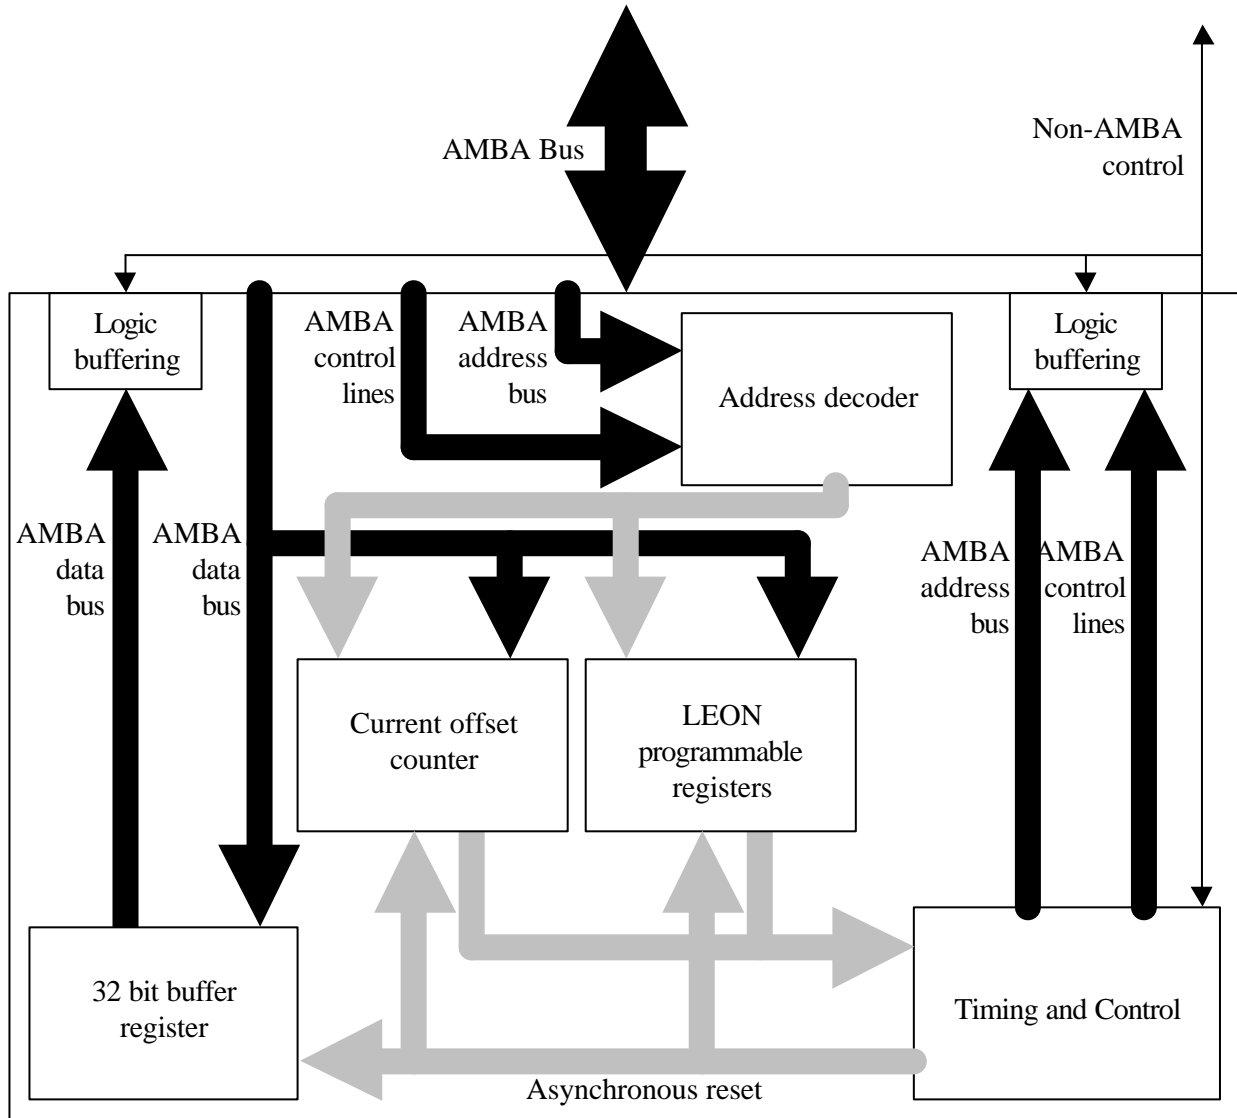 AMBA Bus
Non-AMBA
control
Logic
buffering
AMBA
control
lines
AMBA
address
bus
Address decoder
Logic
buffering
AMBA
data
bus
AMBA
data
bus
AMBA
address
bus
AMBA
control
lines
Current offset
counter
LEON
programmable
registers
32 bit buffer
register
Timing and Control
Asynchronous reset